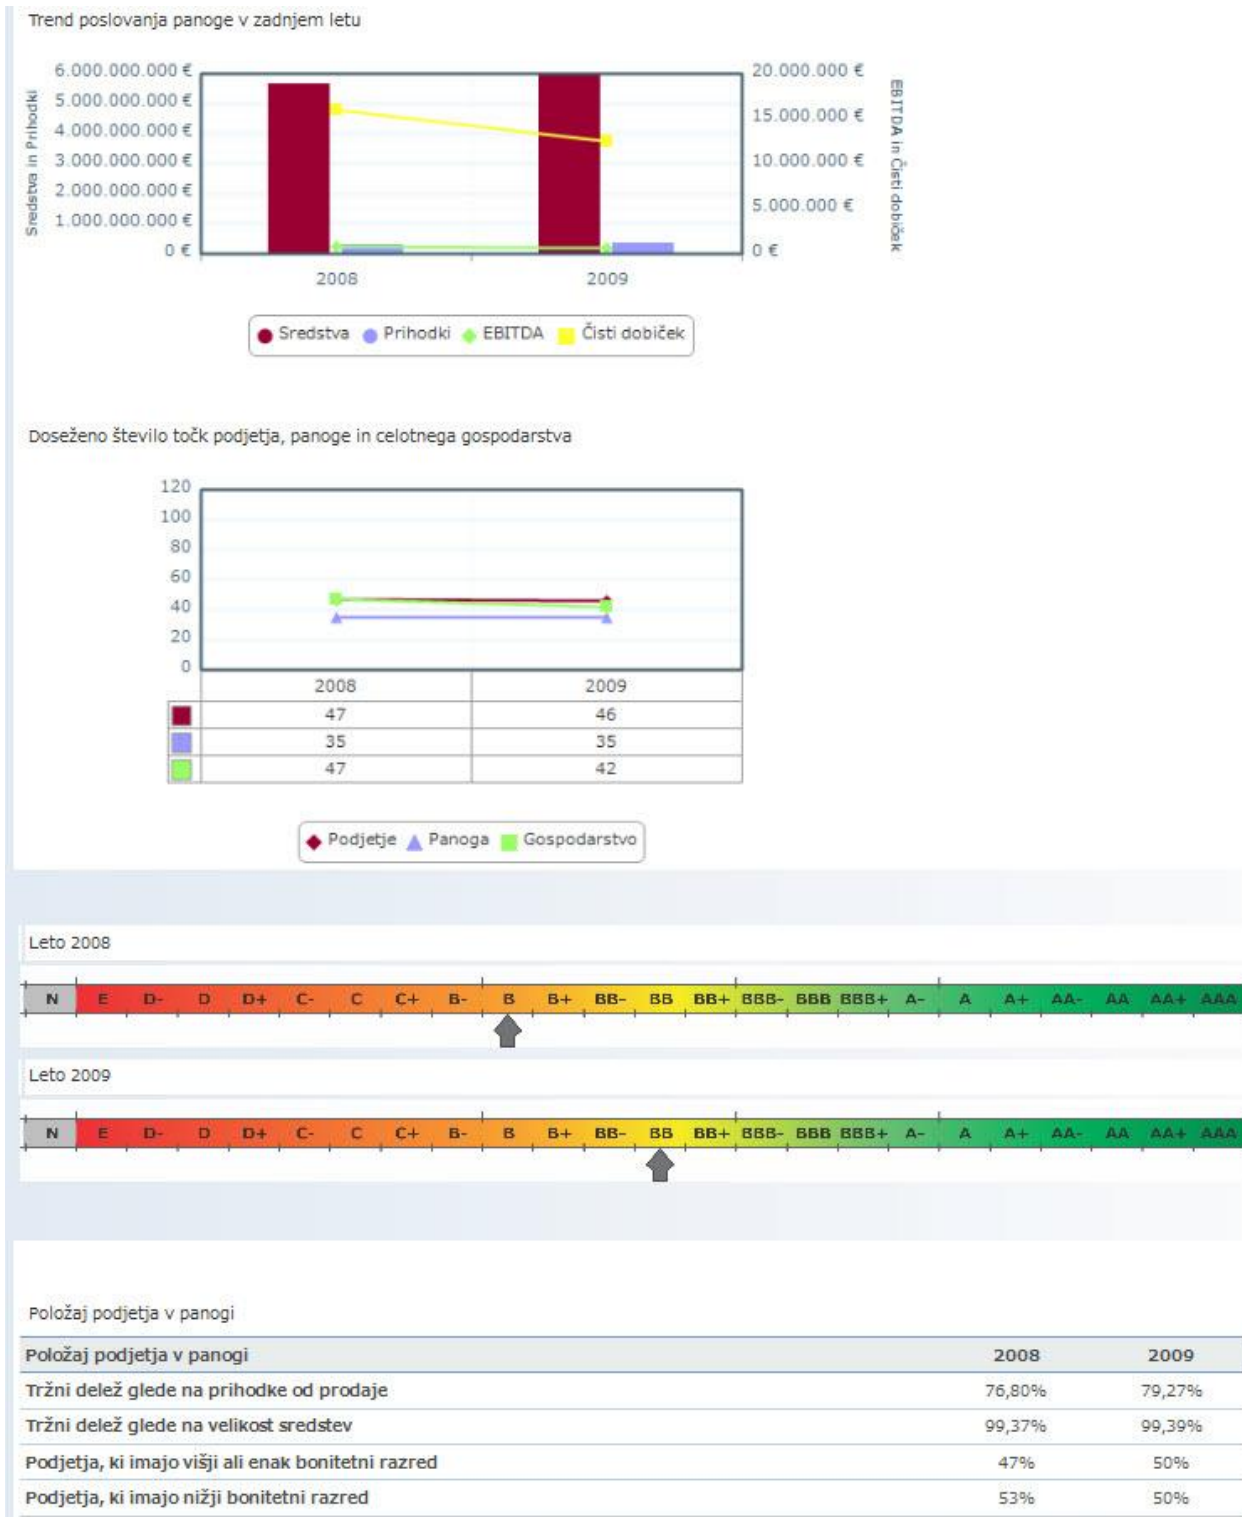 Trend poslovanja panoge v zadnjem letu
Sredstva in Prihodki
6.000.000.000 €
5.000.000.000 €
4.000.000.000 €
3.000.000.000 €
2.000.000.000 €
1.000.000.000 €
0 €
20.000.000 €
15.000.000 €
10.000.000 €
5.000.000 €
0 €
EBITDA in Čisti dobiček
2008 2009
Sredstva Prihodki EBITDA Čisti dobiček
Doseženo število točk podjetja, panoge in celotnega gospodarstva
120
100
80
60
40
20
0
2008 2009
47 46
35 35
47 42
Podjetje Panoga Gospodarstvo
Leto 2008
N E D- D D+ C- C C+ B- B B+ BB- BB BB+ BBB- BBB BBB+ A- A A+ AA- AA AA+ AAA
Leto 2009
N E D- D D+ C- C C+ B- B B+ BB- BB BB+ BBB- BBB BBB+ A- A A+ AA- AA AA+ AAA
Položaj podjetja v panogi
Položaj podjetja v panogi 2008 2009
Tržni delež glede na prihodke od prodaje 76,80% 79,27%
Tržni delež glede na velikost sredstev 99,37% 99,39%
Podjetja, ki imajo višji ali enak bonitetni razred 47% 50%
Podjetja, ki imajo nižji bonitetni razred 53% 50%